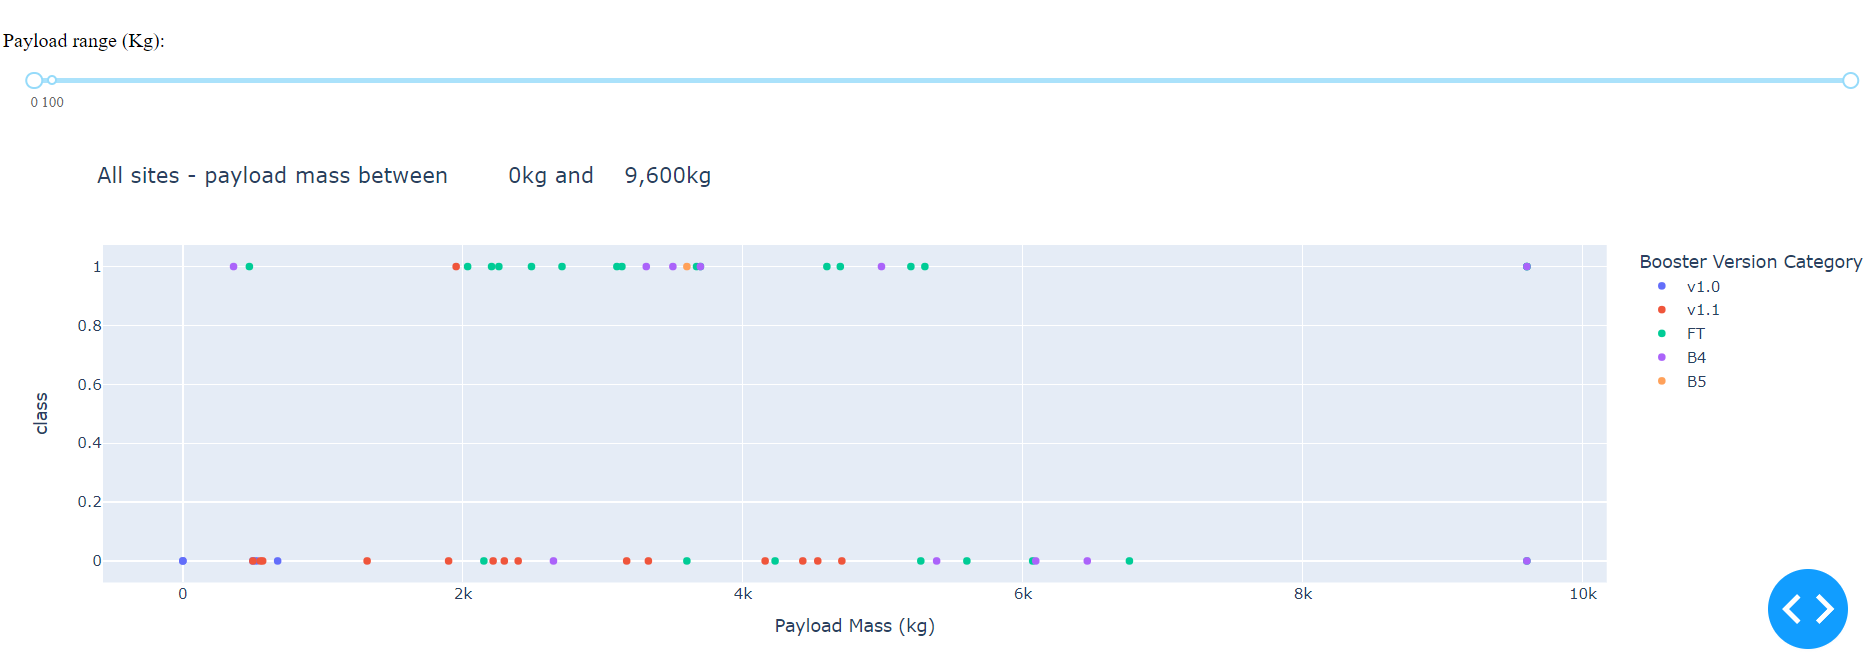 Payload range (Kg):
0 100
All sites - payload mass between 0kg and 9,600kg
1
0.8
0.6
0.4
0.2
0
class
0 2k 4k 6k 8k 10k
Payload Mass (kg)
Booster Version Category
v1.0
v1.1
FT
B4
B5